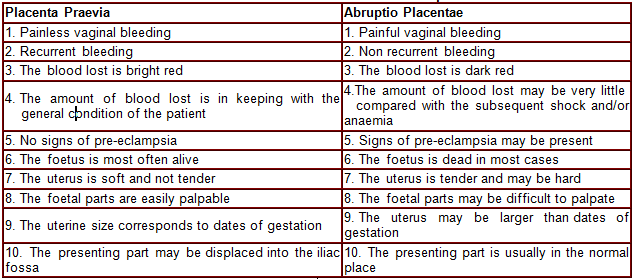 Placenta Praevia
Abruptio Placentae
1. Painless vaginal bleeding
1. Painful vaginal bleeding
2. Recurrent bleeding
2. Non recurrent bleeding
3. The blood lost is bright red
3. The blood lost is dark red
4. The amount of blood lost is in keeping with the
general condition of the patient
4.The amount of blood lost may be very little
compared with the subsequent shock and/or
anaemia
5. No signs of pre-eclampsia
5. Signs of pre-eclampsia may be present
6. The foetus is most often alive
6. The foetus is dead in most cases
7. The uterus is soft and not tender
7. The uterus is tender and may be hard
8. The foetal parts are easily palpable
8. The foetal parts may be difficult to palpate
9. The uterine size corresponds to dates of gestation
9. The uterus may be larger than dates of
gestation
10. The presenting part may be displaced into the iliac
fossa
10. The presenting part is usually in the normal
place